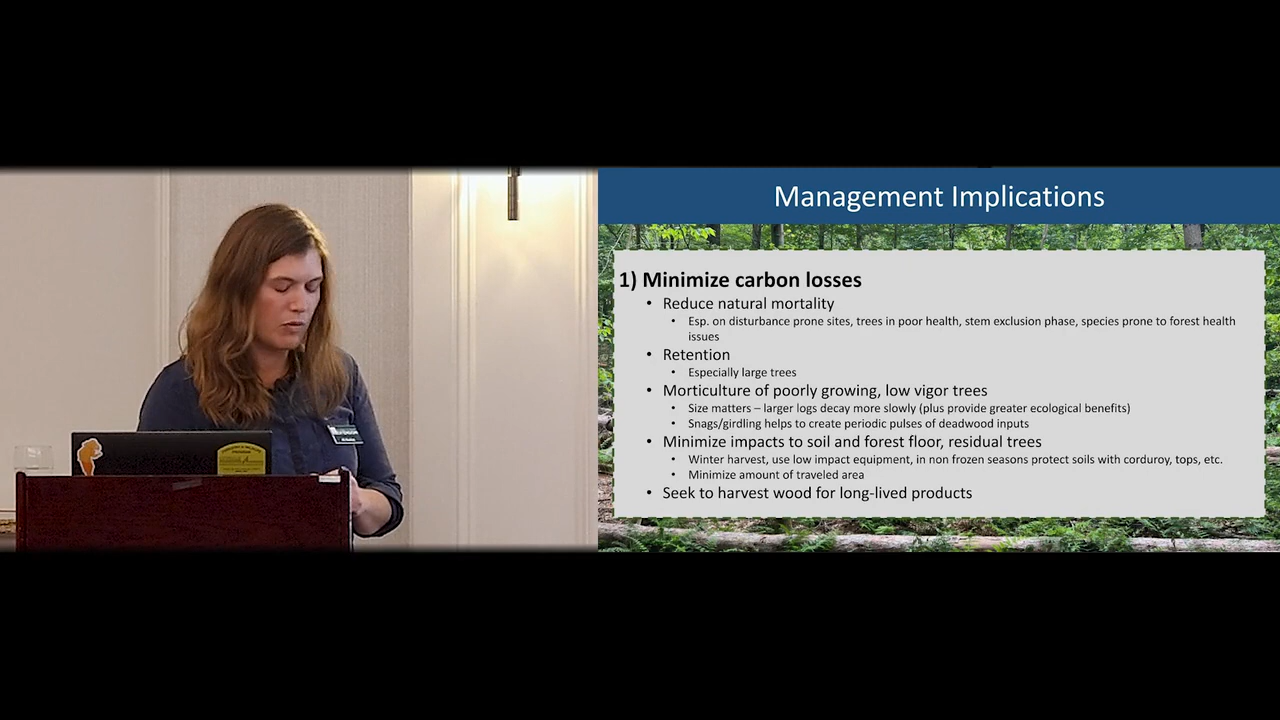 Management Implications
1) Minimize carbon losses
• Reduce natural mortality
• Esp. on disturbance prone sites, trees in poor health, stem exclusion phase, species prone to forest health
issues
• Retention
• Especially large trees
• Morticulture of poorly growing, low vigor trees
• Size matters – larger logs decay more slowly (plus provide greater ecological benefits)
• Snags/girdling helps to create periodic pulses of deadwood inputs
• Minimize impacts to soil and forest floor, residual trees
• Winter harvest, use low impact equipment, in non frozen seasons protect soils with corduroy, tops, etc.
• Minimize amount of traveled area
• Seek to harvest wood for long-lived products